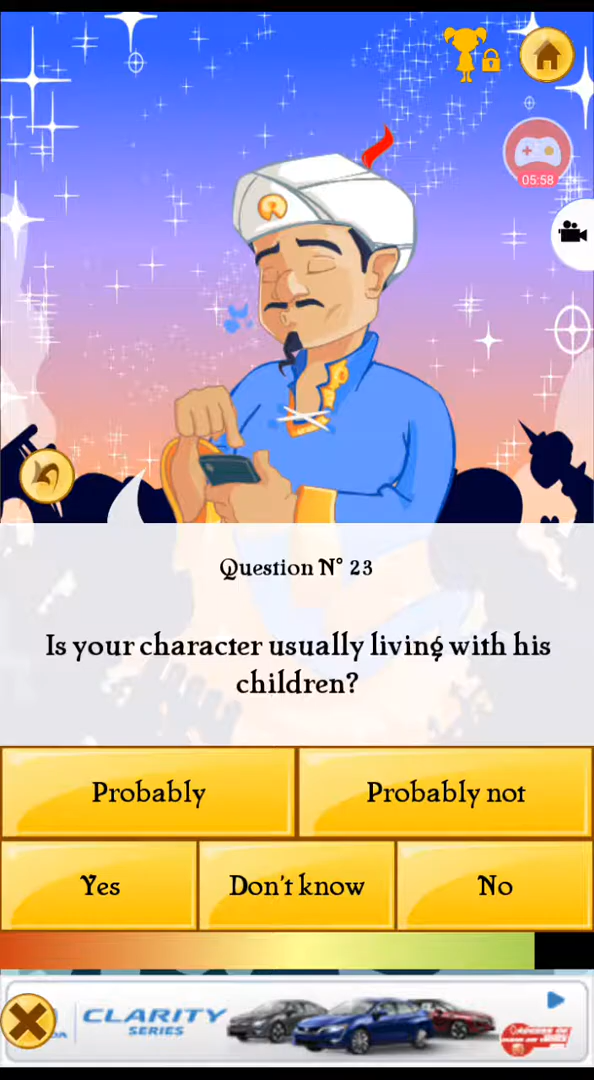 05:58
Question N° 23
Is your character usually living with his
children?
Probably
Probably not
Yes
Don't know
No
CLARITY
SERIES